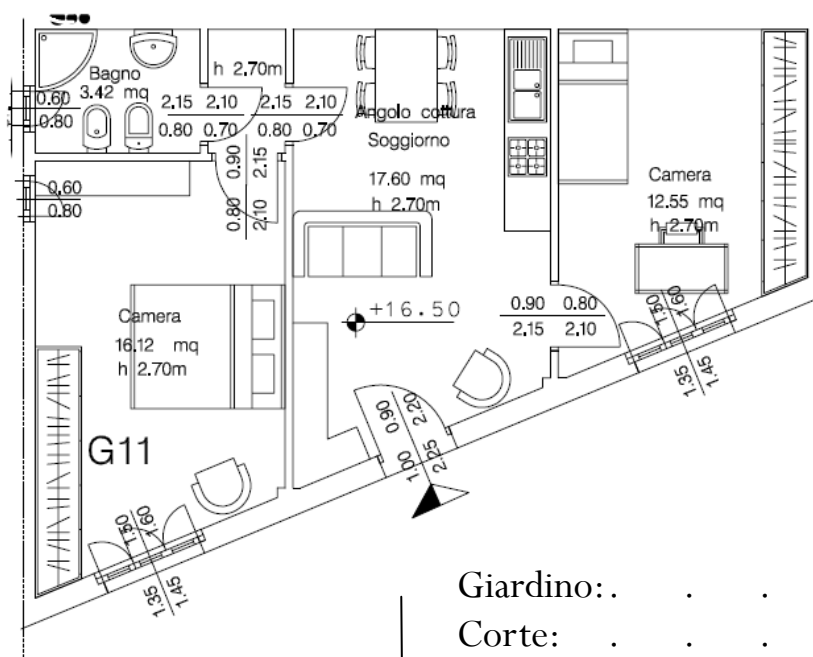 h 2.70m
Bagno
3.42 mq
0.60
0.80
2.15 2.10
0.80 0.70
2.15 2.10
0.80 0.70
Angolo cottura
Soggiorno
17.60 mq
h 2.70m
0.90 2.15
0.80 2.10
0.60
0.80
Camera
12.55 mq
h 2.70m
+16.50
0.90 0.80
2.15 2.10
1.50 1.60
1.35 1.45
Camera
16.12 mq
h 2.70m
0.90 2.20
1.00 2.25
G11
1.50 1.60
1.35 1.45
Giardino: . . .
Corte: . . .